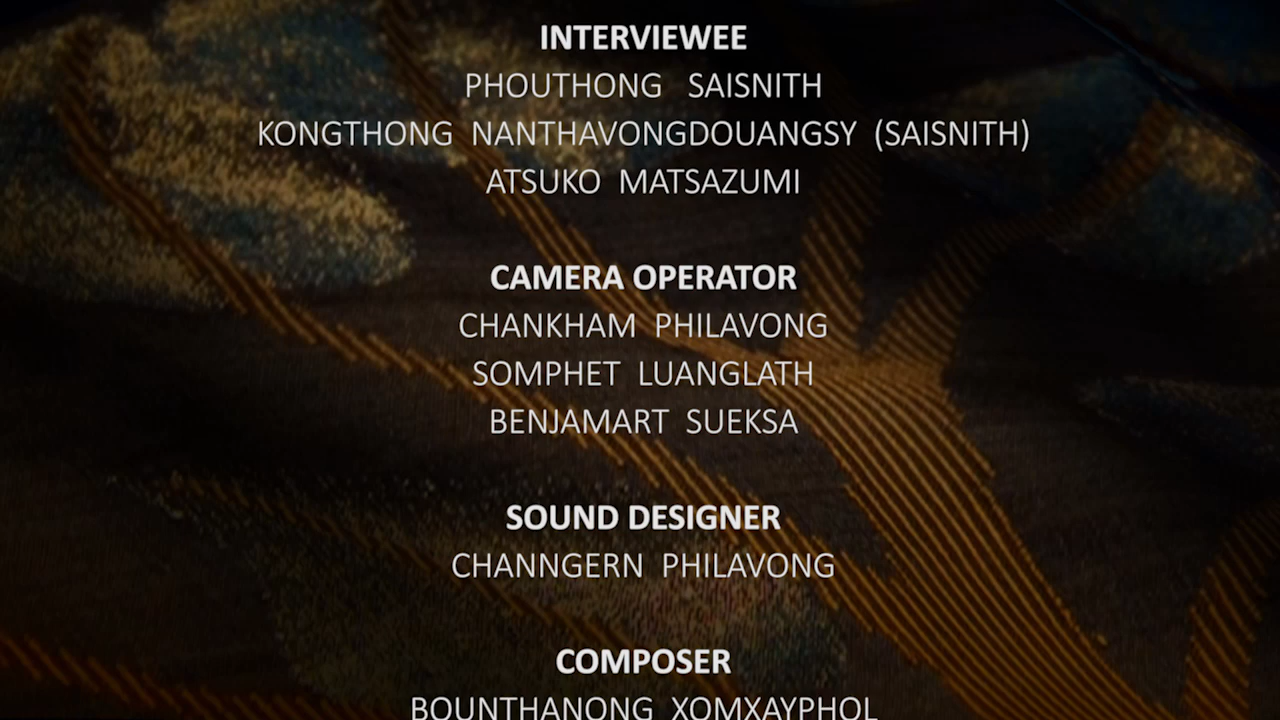 INTERVIEWEE
PHOUTHONG SAISNITH
KONGTHONG NANTHAVONGDOUANGSY (SAISNITH)
ATSUKO MATSAZUMI
CAMERA OPERATOR
CHANKHAM PHILAVONG
SOMPHET LUANGLATH
BENJAMART SUEKSA
SOUND DESIGNER
CHANNGERN PHILAVONG
COMPOSER
BOUNTHANONG XOMXAYPHOL